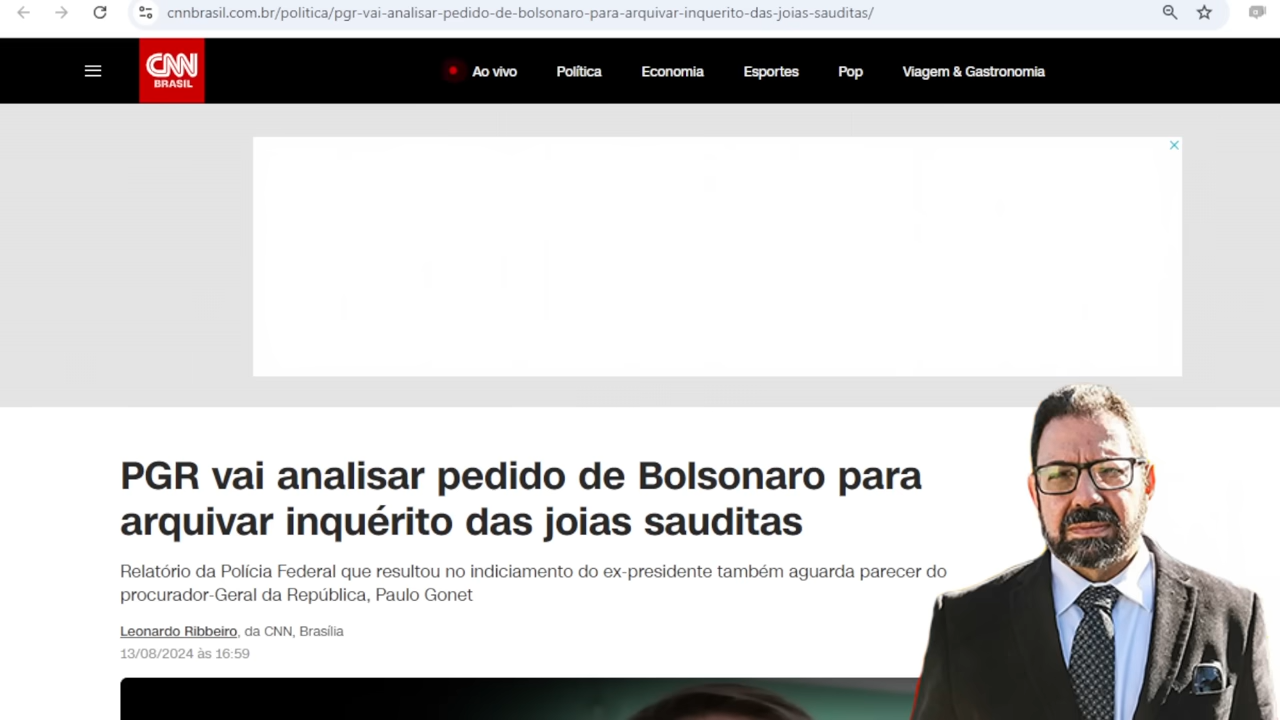 cnnbrasil.com.br/politica/pgr-vai-analisar-pedido-de-bolsonaro-para-arquivar-inquerito-das-joias-sauditas/
CNN
BRASIL
Ao vivo
Política
Economia
Esportes
Pop
Viagem & Gastronomia
PGR vai analisar pedido de Bolsonaro para
arquivar inquérito das joias sauditas
Relatório da Polícia Federal que resultou no indiciamento do ex-presidente também aguarda parecer do
procurador-Geral da República, Paulo Gonet
Leonardo Ribbeiro, da CNN, Brasília
13/08/2024 às 16:59